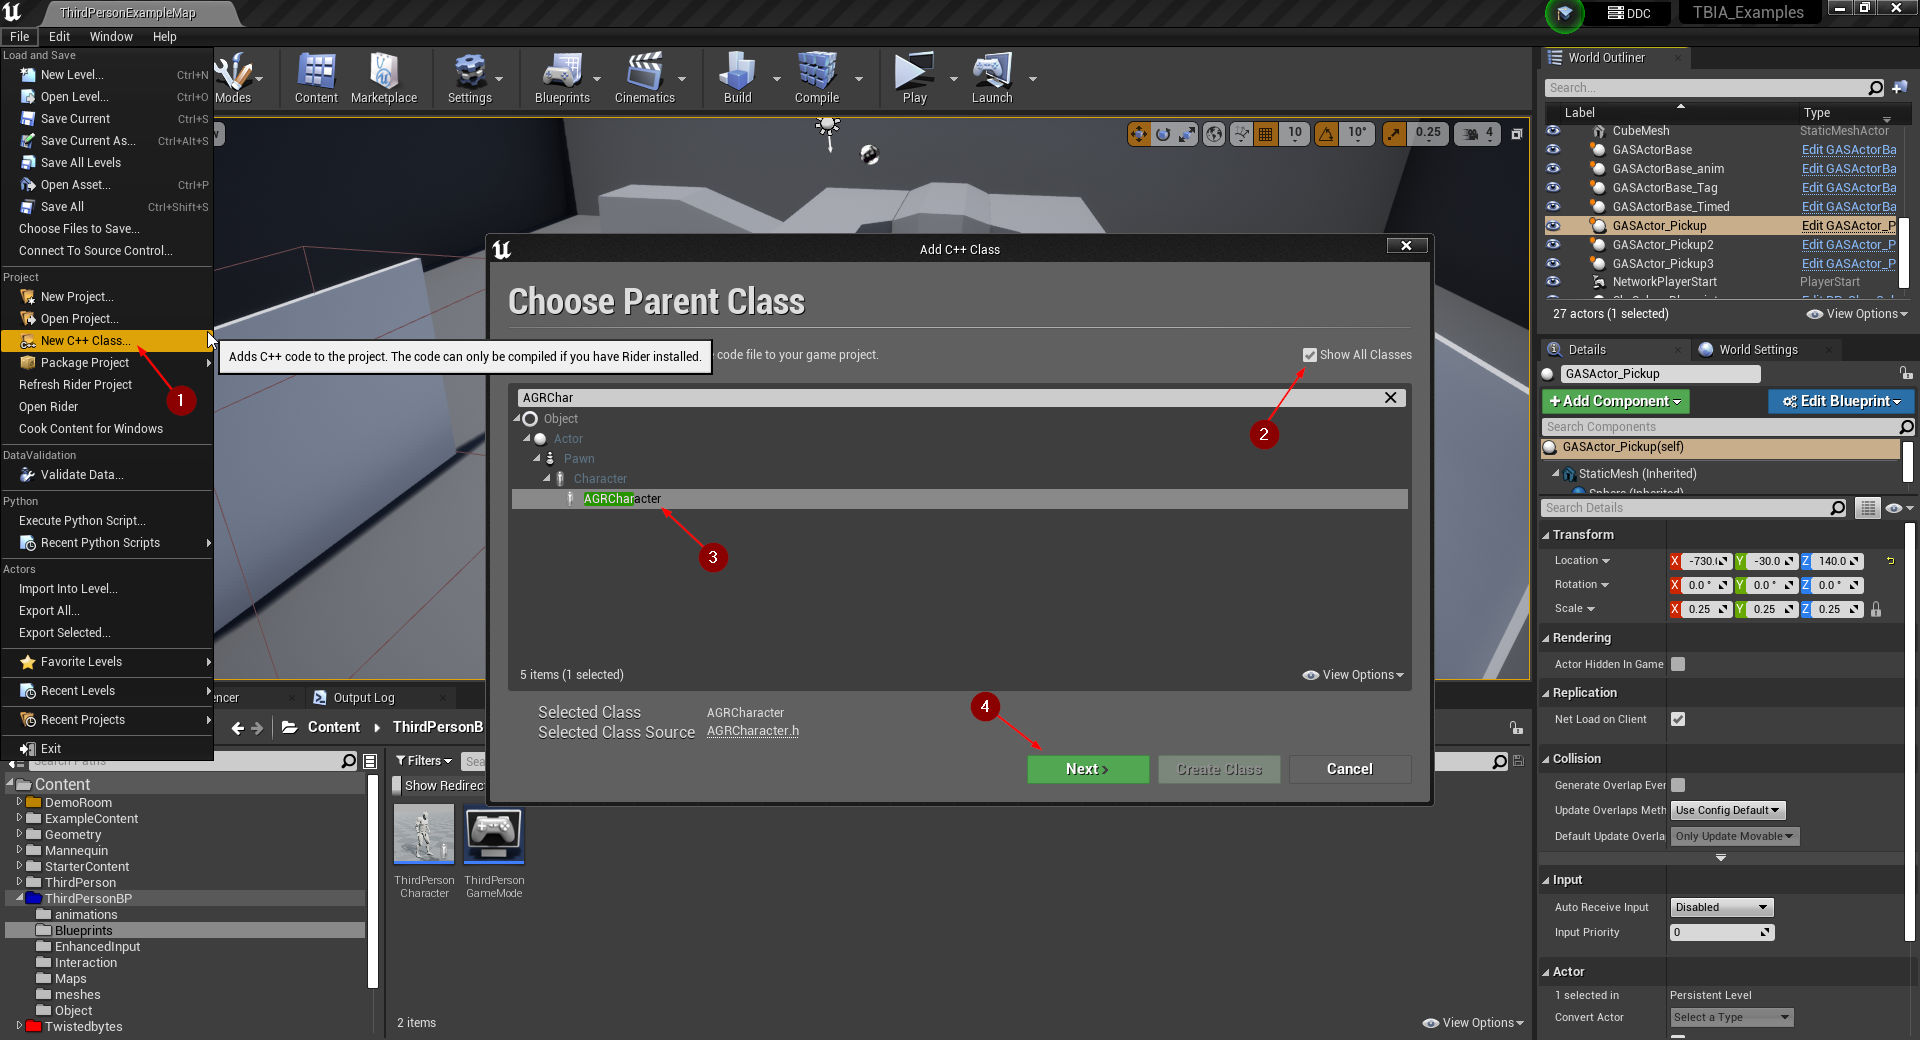 ThirdPersonExampleMap
DDC
TBIA_Examples
File
Edit
Window
Help
Load and Save
New Level... Ctrl+N
Open Level... Ctrl+O
Save Current Ctrl+S
Save Current As... Ctrl+Alt+S
Save All Levels
Open Asset... Ctrl+P
Save All Ctrl+Shift+S
Choose Files to Save...
Connect To Source Control...
Project
New Project...
Open Project...
New C++ Class...
Package Project
Refresh Rider Project
Open Rider
Cook Content for Windows
DataValidation
Validate Data...
Python
Execute Python Script...
Recent Python Scripts
Actors
Import Into Level...
Export All...
Export Selected...
Favorite Levels
Recent Levels
Recent Projects
Exit
1
Modes
Content
Marketplace
Settings
Blueprints
Cinematics
Build
Compile
Play
Launch
10
10°
0.25
4
Adds C++ code to the project. The code can only be compiled if you have Rider installed.
Add C++ Class
Choose Parent Class
code file to your game project.
Show All Classes
AGRChar
2
Object
Actor
Pawn
Character
AGRCharacter
3
5 items (1 selected)
View Options
Selected Class AGRCharacter
Selected Class Source AGRCharacter.h
4
Next
Create Class
Cancel
encer
Output Log
Content
ThirdPersonB
Search Paths
Filters
Sea
Show Redirec
Content
DemoRoom
ExampleContent
Geometry
Mannequin
StarterContent
ThirdPerson
ThirdPersonBP
animations
Blueprints
EnhancedInput
Interaction
Maps
meshes
Object
Twistedbytes
ThirdPerson
Character
ThirdPerson
GameMode
2 items
View Options
World Outliner
Search...
Label Type
CubeMesh StaticMeshActor
GASActorBase Edit GASActorBa
GASActorBase_anim Edit GASActorBa
GASActorBase_Tag Edit GASActorBa
GASActorBase_Timed Edit GASActorBa
GASActor_Pickup Edit GASActor_P
GASActor_Pickup2 Edit GASActor_P
GASActor_Pickup3 Edit GASActor_P
NetworkPlayerStart PlayerStart
27 actors (1 selected)
View Options
Details
World Settings
GASActor_Pickup
+Add Component
Edit Blueprint
Search Components
GASActor_Pickup(self)
StaticMesh (Inherited)
Sphere (Inherited)
Search Details
Transform
Location X -730.( Y -30.0 Z 140.0
Rotation X 0.0 ° Y 0.0 ° Z 0.0 °
Scale X 0.25 Y 0.25 Z 0.25
Rendering
Actor Hidden In Game
Replication
Net Load on Client
Collision
Generate Overlap Ever
Update Overlaps Meth Use Config Default
Default Update Overla Only Update Movable
Input
Auto Receive Input Disabled
Input Priority 0
Actor
1 selected in Persistent Level
Convert Actor Select a Type